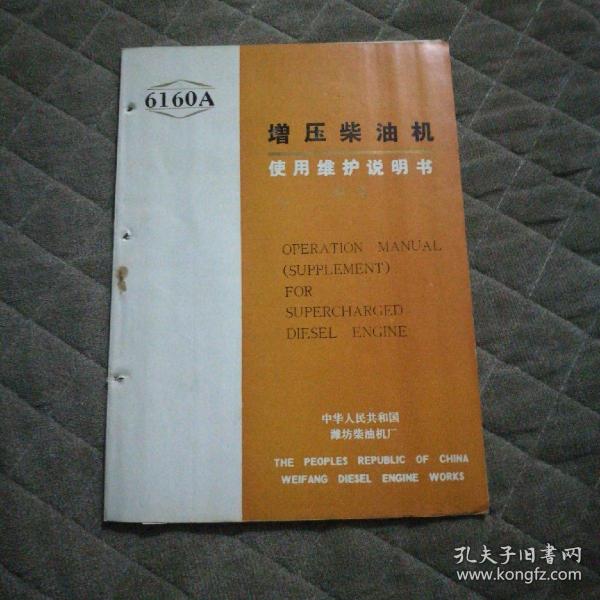 6160A
增压柴油机
使用维护说明书
OPERATION MANUAL
(SUPPLEMENT)
FOR
SUPERCHARGED
DIESEL ENGINE
中华人民共和国
潍坊柴油机厂
THE PEOPLES REPUBLIC OF CHINA
WEIFANG DIESEL ENGINE WORKS
孔夫子旧书网
www.kongfz.com